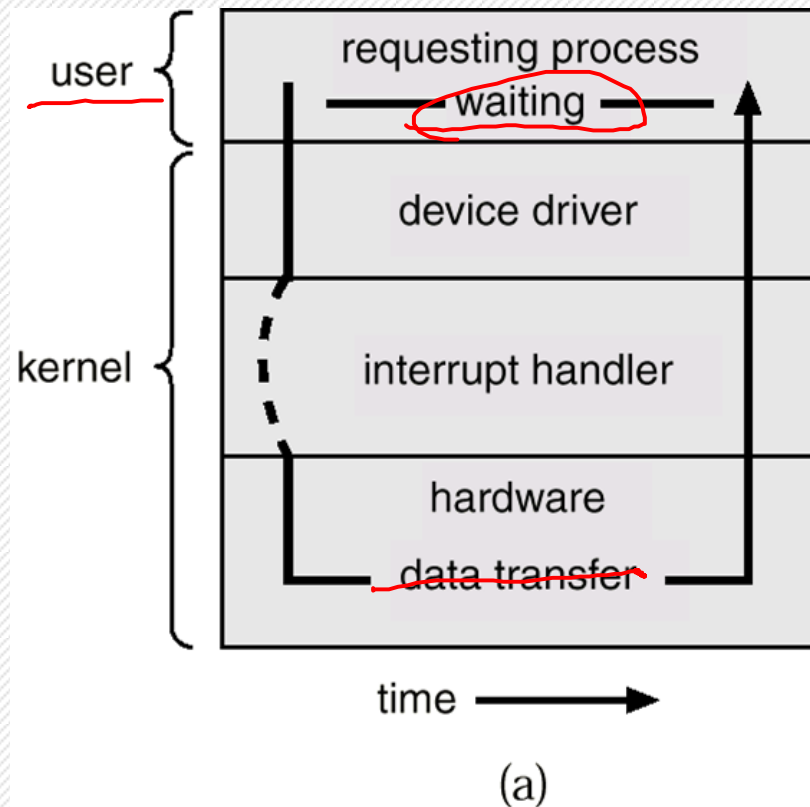 user
requesting process
waiting
device driver
kernel
interrupt handler
hardware
data transfer
time
(a)